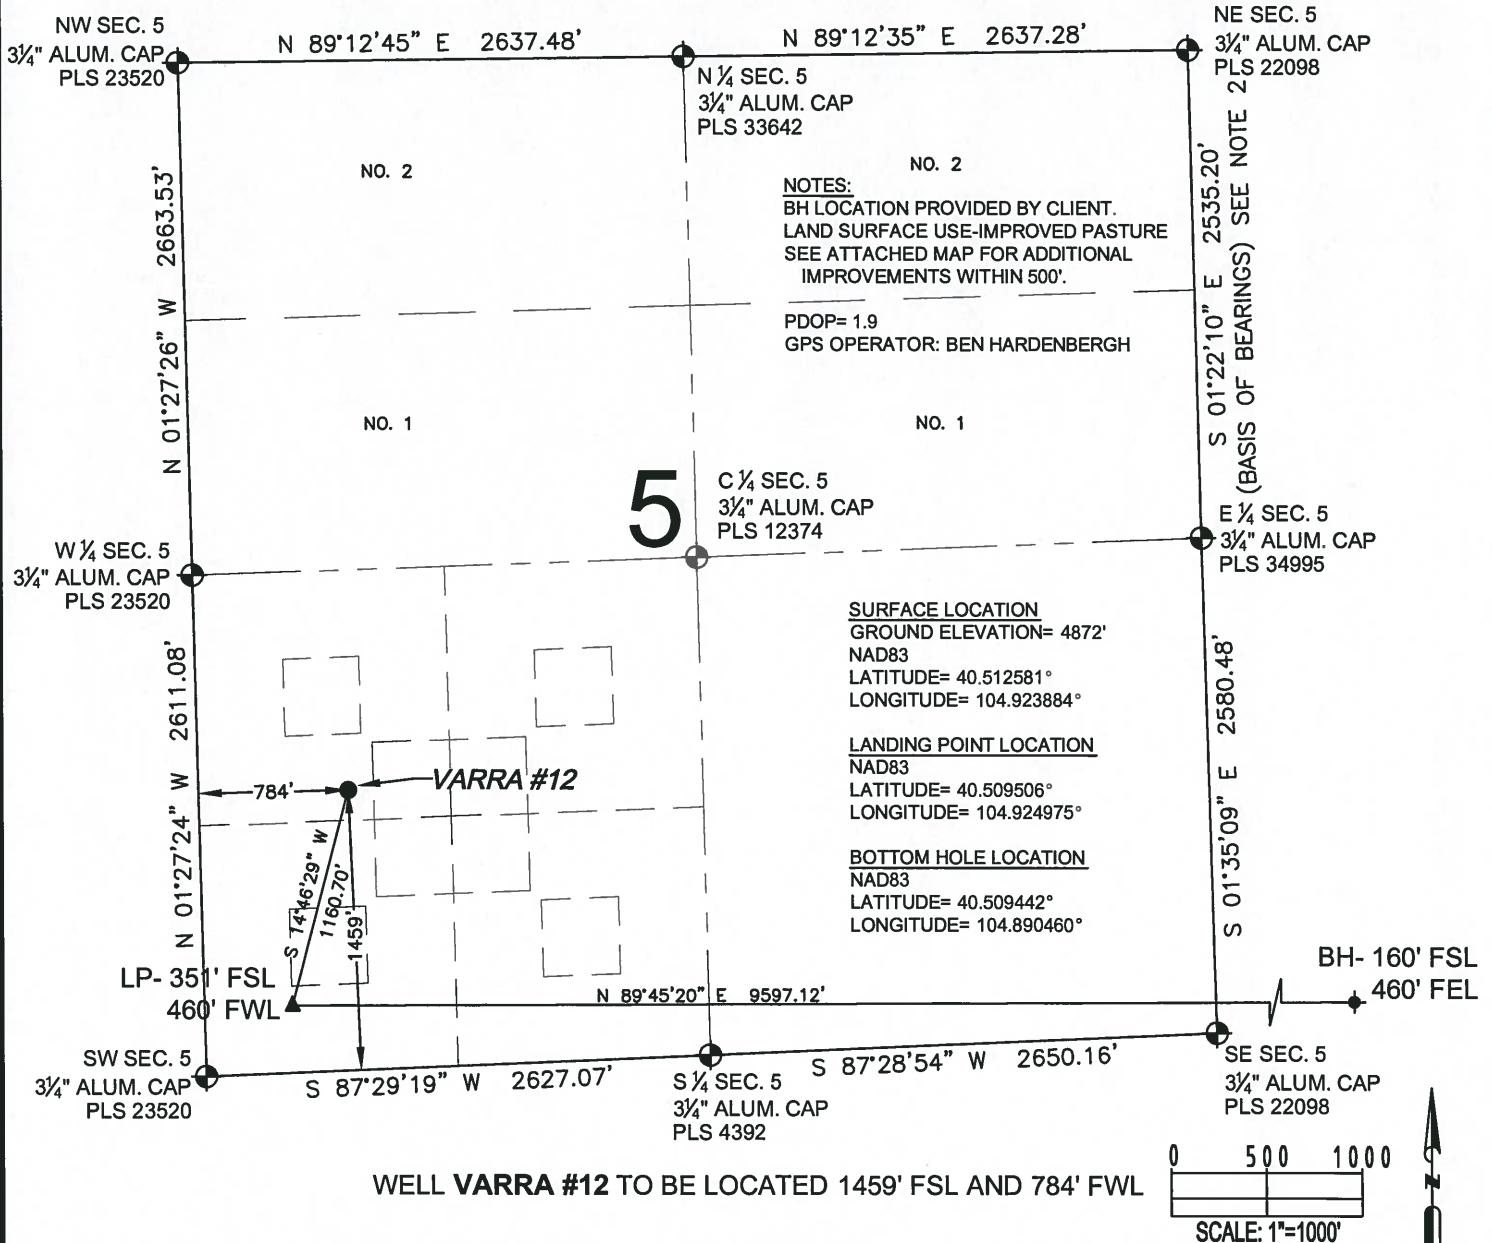 NW SEC. 5
3¼" ALUM. CAP
PLS 23520
N 89°12'45" E 2637.48'
N 89°12'35" E 2637.28'
NE SEC. 5
3¼" ALUM. CAP
PLS 22098
N ¼ SEC. 5
3¼" ALUM. CAP
PLS 33642
NO. 2
NO. 2
NOTES:
BH LOCATION PROVIDED BY CLIENT.
LAND SURFACE USE-IMPROVED PASTURE
SEE ATTACHED MAP FOR ADDITIONAL
IMPROVEMENTS WITHIN 500'.
PDOP= 1.9
GPS OPERATOR: BEN HARDENBERGH
N 01°27'26" W 2663.53'
S 01°22'10" E 2535.20'
(BASIS OF BEARINGS) SEE NOTE 2
NO. 1
NO. 1
5
C ¼ SEC. 5
3¼" ALUM. CAP
PLS 12374
W ¼ SEC. 5
3¼" ALUM. CAP
PLS 23520
E ¼ SEC. 5
3¼" ALUM. CAP
PLS 34995
SURFACE LOCATION
GROUND ELEVATION= 4872'
NAD83
LATITUDE= 40.512581°
LONGITUDE= 104.923884°
LANDING POINT LOCATION
NAD83
LATITUDE= 40.509506°
LONGITUDE= 104.924975°
BOTTOM HOLE LOCATION
NAD83
LATITUDE= 40.509442°
LONGITUDE= 104.890460°
N 01°27'24" W 2611.08'
S 01°35'09" E 2580.48'
784'
VARRA #12
S 14°46'29" W
1160.70'
1459'
LP- 351' FSL
460' FWL
N 89°45'20" E 9597.12'
BH- 160' FSL
460' FEL
SW SEC. 5
3¼" ALUM. CAP
PLS 23520
S 87°29'19" W 2627.07'
S ¼ SEC. 5
3¼" ALUM. CAP
PLS 4392
S 87°28'54" W 2650.16'
SE SEC. 5
3¼" ALUM. CAP
PLS 22098
WELL VARRA #12 TO BE LOCATED 1459' FSL AND 784' FWL
0 500 1000
SCALE: 1"=1000'
N